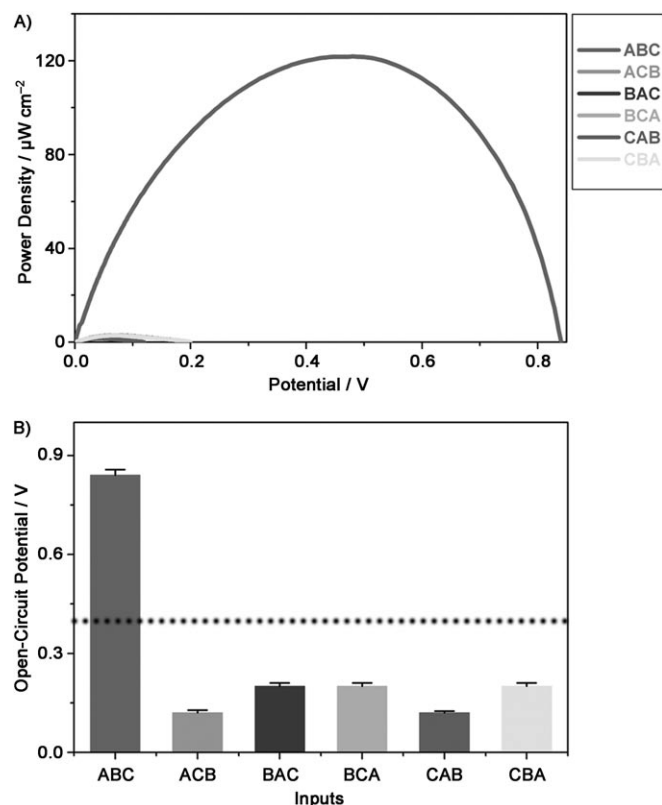 A)
Power Density / µW cm⁻²
120
80
40
0
0.0 0.2 0.4 0.6 0.8
Potential / V
ABC
ACB
BAC
BCA
CAB
CBA
B)
Open-Circuit Potential / V
0.9
0.6
0.3
0.0
ABC ACB BAC BCA CAB CBA
Inputs